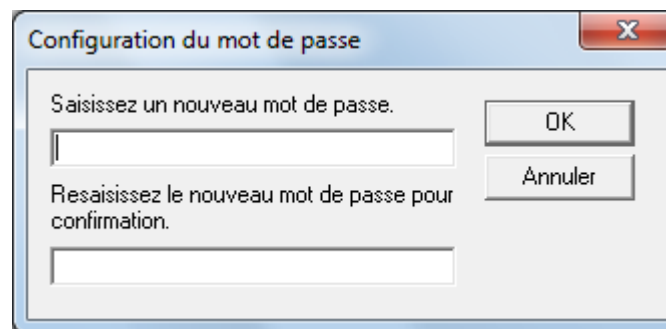 Configuration du mot de passe
Saisissez un nouveau mot de passe.
OK
Annuler
Resaisissez le nouveau mot de passe pour
confirmation.